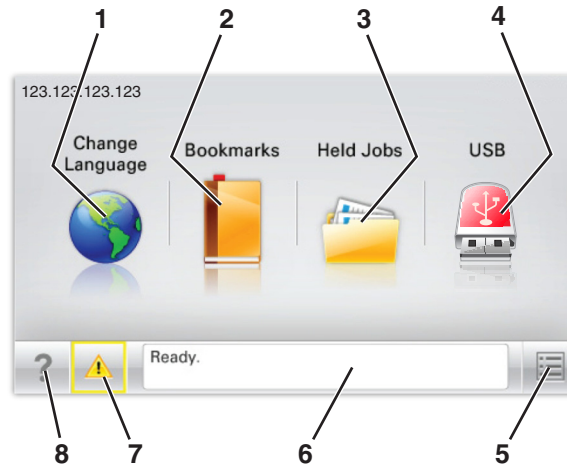 1 2 3 4
123.123.123.123
Change
Language
Bookmarks
Held Jobs
USB
?
!
Ready.
8 7 6 5